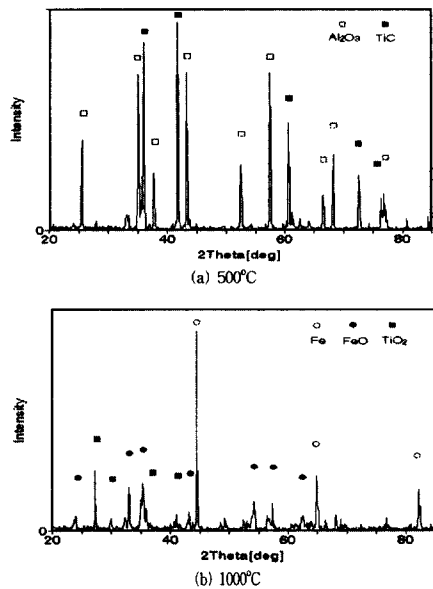 Al₂O₃ TiC
Intensity
0
20 40 60 80
2Theta[deg]
(a) 500°C
Fe FeO TiO₂
Intensity
0
20 40 60 80
2Theta[deg]
(b) 1000°C